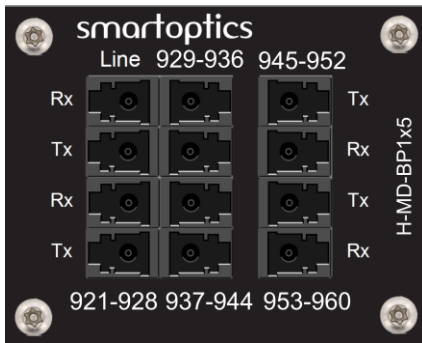 smartoptics
Line 929-936 945-952
Rx Tx
Tx Rx
Rx Tx
Tx Rx
H-MD-BP1x5
921-928 937-944 953-960